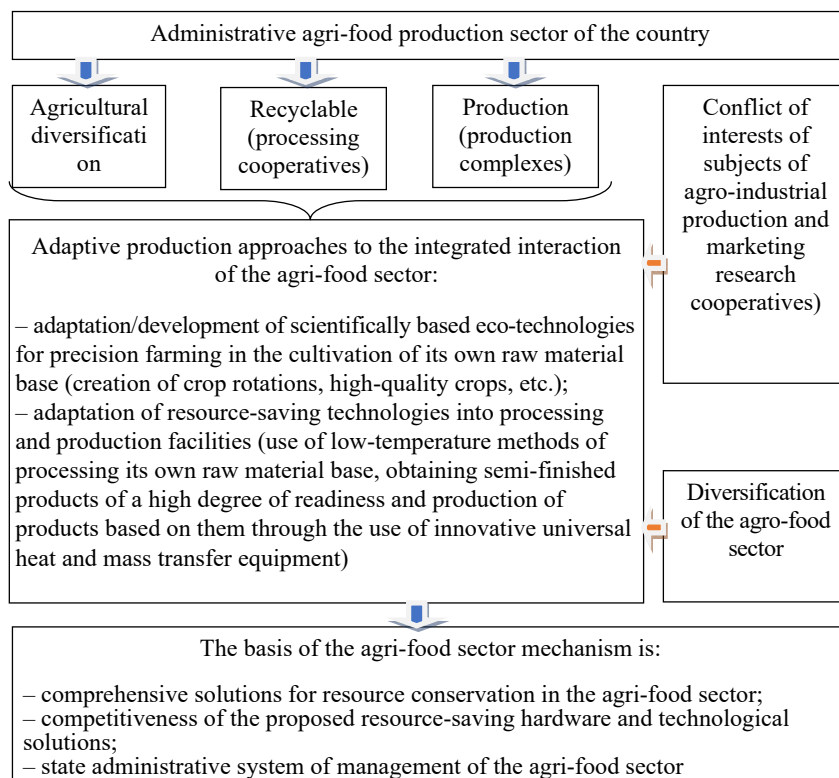 Administrative agri-food production sector of the country
Agricultural
diversificati
on
Recyclable
(processing
cooperatives)
Production
(production
complexes)
Conflict of
interests of
subjects of
agro-industrial
production and
marketing
research
cooperatives)
Adaptive production approaches to the integrated interaction
of the agri-food sector:
– adaptation/development of scientifically based eco-technologies
for precision farming in the cultivation of its own raw material
base (creation of crop rotations, high-quality crops, etc.);
– adaptation of resource-saving technologies into processing
and production facilities (use of low-temperature methods of
processing its own raw material base, obtaining semi-finished
products of a high degree of readiness and production of
products based on them through the use of innovative universal
heat and mass transfer equipment)
Diversification
of the agro-food
sector
The basis of the agri-food sector mechanism is:
– comprehensive solutions for resource conservation in the agri-food sector;
– competitiveness of the proposed resource-saving hardware and technological
solutions;
– state administrative system of management of the agri-food sector